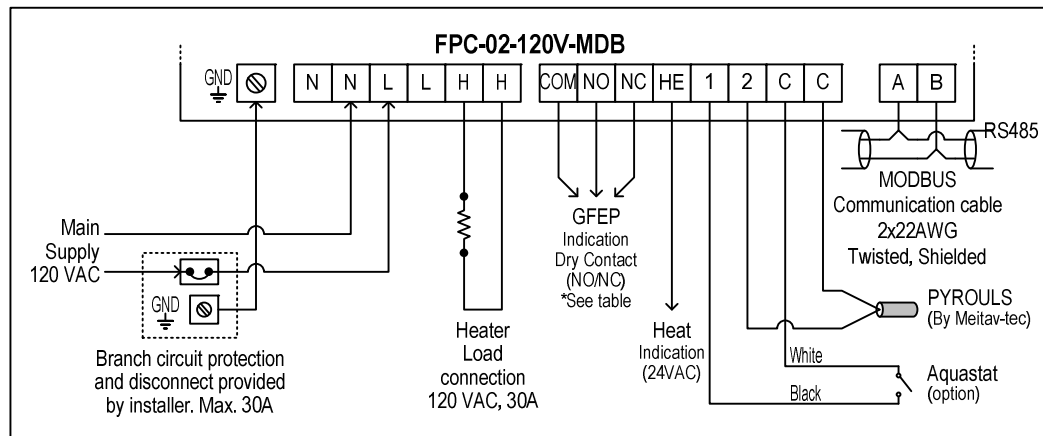 FPC-02-120V-MDB
GND
N N L L H H COM NO NC HE 1 2 C C A B
RS485
MODBUS
Communication cable
2x22AWG
Twisted, Shielded
Main
Supply
120 VAC
GND
Branch circuit protection
and disconnect provided
by installer. Max. 30A
Heater
Load
connection
120 VAC, 30A
GFEP
Indication
Dry Contact
(NO/NC)
*See table
Heat
Indication
(24VAC)
PYROULS
(By Meitav-tec)
White
Black
Aquastat
(option)